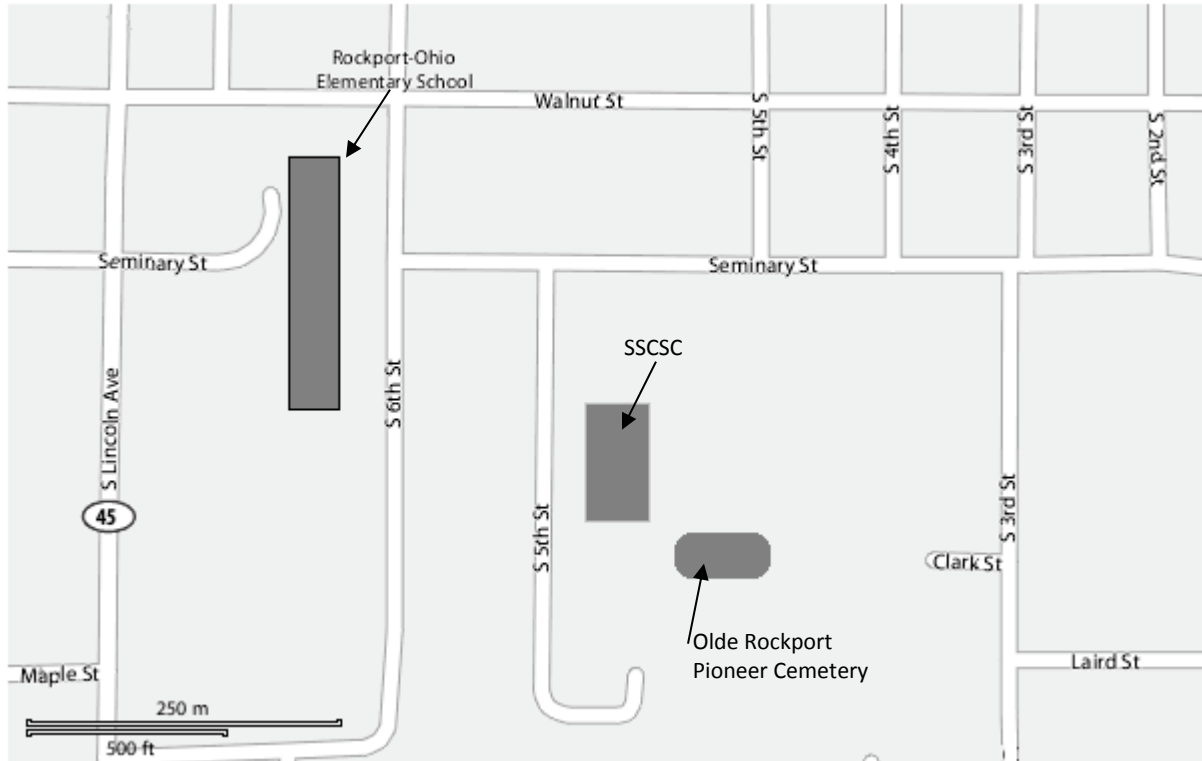 Rockport-Ohio
Elementary School
Walnut St
S 5th St
S 4th St
S 3rd St
S 2nd St
Seminary St
Seminary St
SSCSC
S 6th St
S Lincoln Ave
45
S 5th St
S 3rd St
Clark St
Olde Rockport
Pioneer Cemetery
Laird St
Maple St
250 m
500 ft